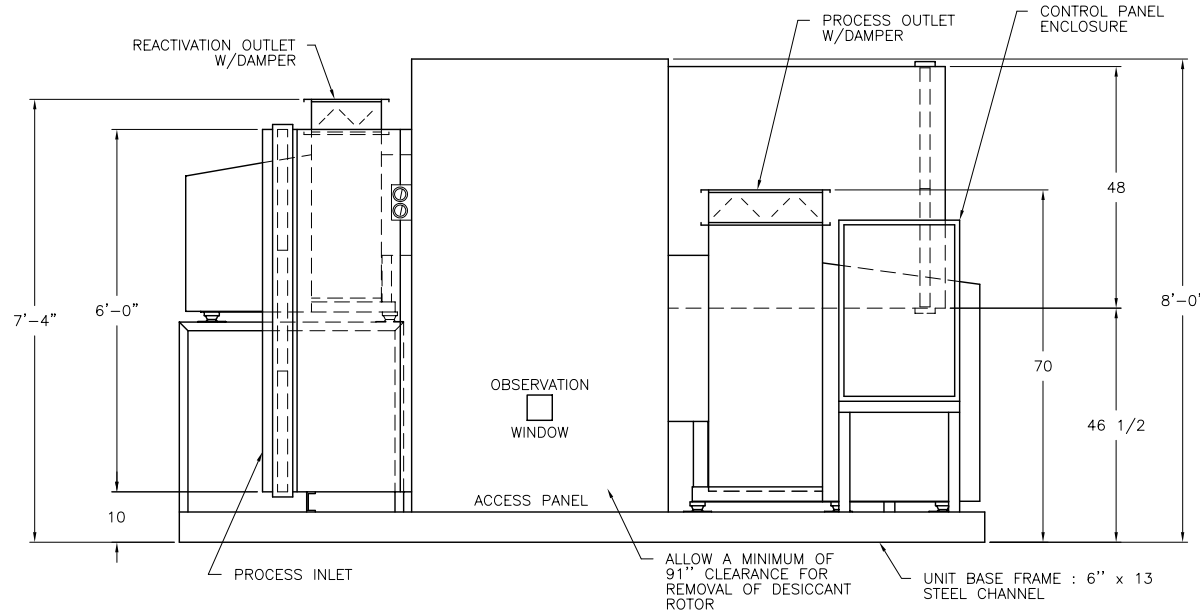 REACTIVATION OUTLET
W/DAMPER
PROCESS OUTLET
W/DAMPER
CONTROL PANEL
ENCLOSURE
7'-4"
6'-0"
10
48
8'-0"
70
46 1/2
OBSERVATION
WINDOW
ACCESS PANEL
PROCESS INLET
ALLOW A MINIMUM OF
91'' CLEARANCE FOR
REMOVAL OF DESICCANT
ROTOR
UNIT BASE FRAME : 6'' x 13
STEEL CHANNEL